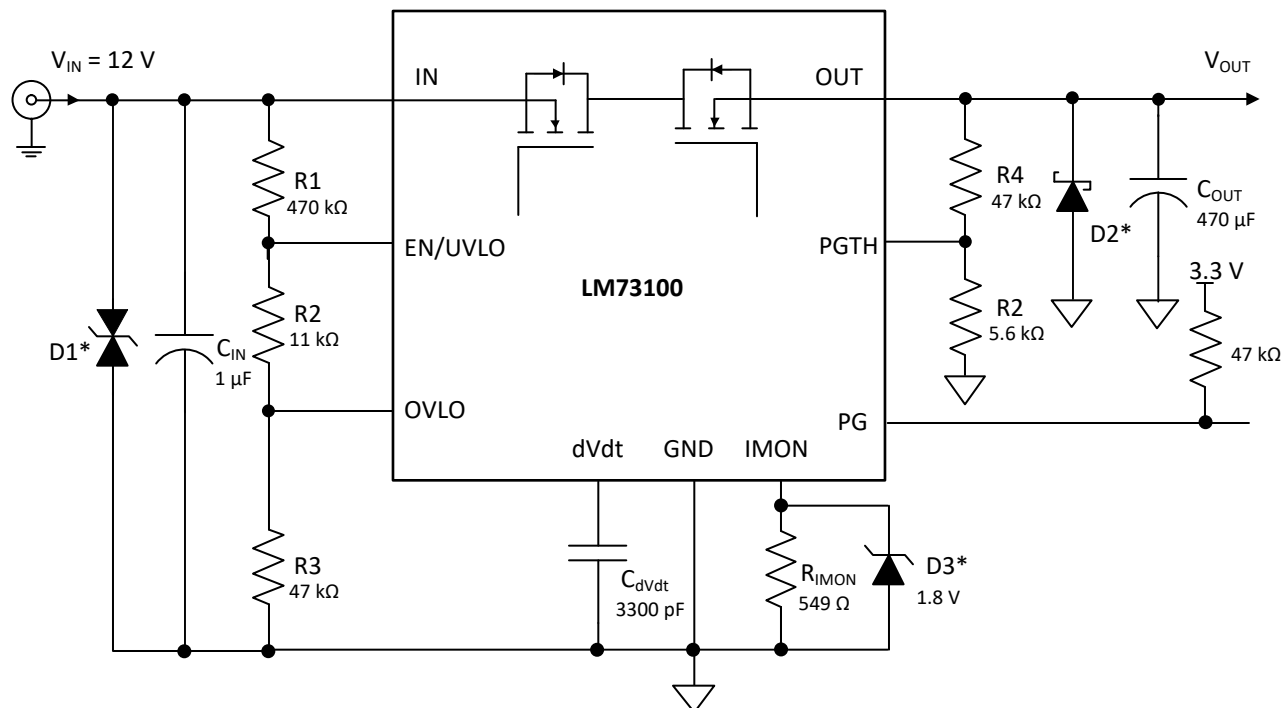 V_IN = 12 V
IN
OUT
V_OUT
R1
470 kΩ
R4
47 kΩ
C_OUT
470 µF
D2*
EN/UVLO
PGTH
LM73100
3.3 V
R2
11 kΩ
R2
5.6 kΩ
D1*
C_IN
1 µF
47 kΩ
OVLO
PG
dVdt
GND
IMON
R3
47 kΩ
C_dVdt
3300 pF
R_IMON
549 Ω
D3*
1.8 V